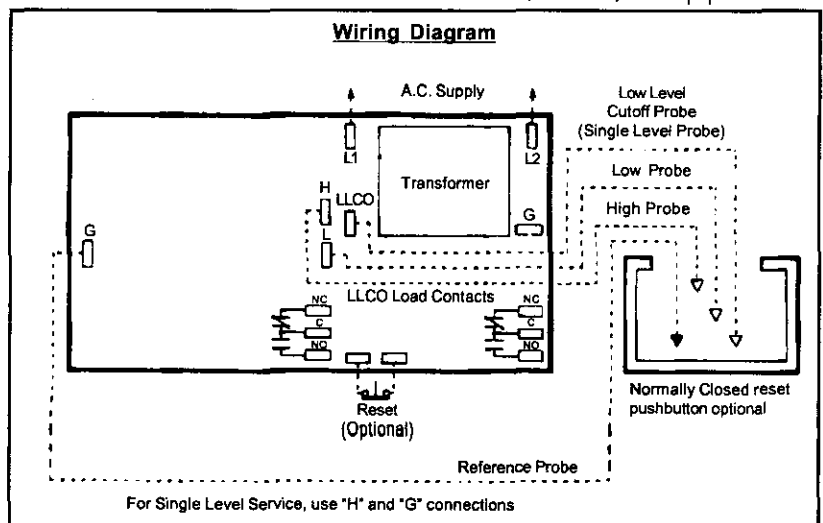 Wiring Diagram
A.C. Supply
Low Level
Cutoff Probe
(Single Level Probe)
L1
L2
Transformer
Low Probe
H
LLCO
High Probe
G
G
L
LLCO Load Contacts
NC
C
NO
NC
C
NO
Reset
(Optional)
Normally Closed reset
pushbutton optional
Reference Probe
For Single Level Service, use "H" and "G" connections